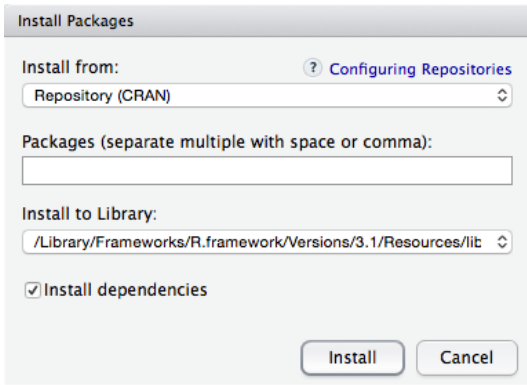 Install Packages
Install from:
? Configuring Repositories
Repository (CRAN)
Packages (separate multiple with space or comma):
Install to Library:
/Library/Frameworks/R.framework/Versions/3.1/Resources/lib
Install dependencies
Install
Cancel